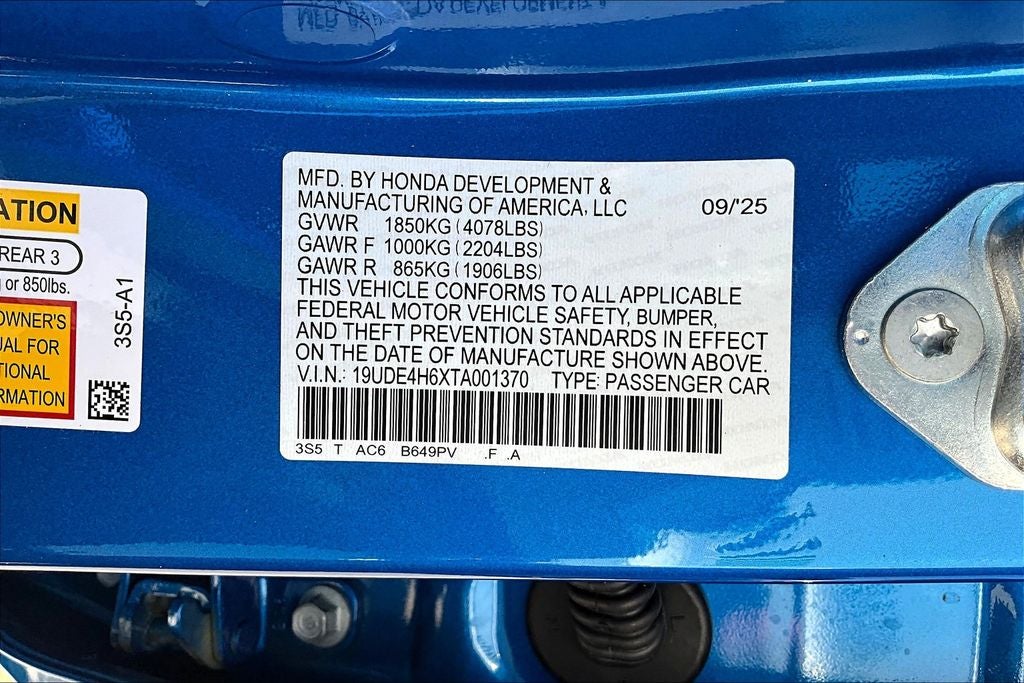 ATION
REAR 3
or 850lbs.
OWNER'S
UAL FOR
TIONAL
RMATION
3S5-A1
MFD. BY HONDA DEVELOPMENT &
MANUFACTURING OF AMERICA, LLC 09/'25
GVWR 1850KG (4078LBS)
GAWR F 1000KG (2204LBS)
GAWR R 865KG (1906LBS)
THIS VEHICLE CONFORMS TO ALL APPLICABLE
FEDERAL MOTOR VEHICLE SAFETY, BUMPER,
AND THEFT PREVENTION STANDARDS IN EFFECT
ON THE DATE OF MANUFACTURE SHOWN ABOVE.
V.I.N.: 19UDE4H6XTA001370 TYPE: PASSENGER CAR
3S5 T AC6 B649PV .F .A